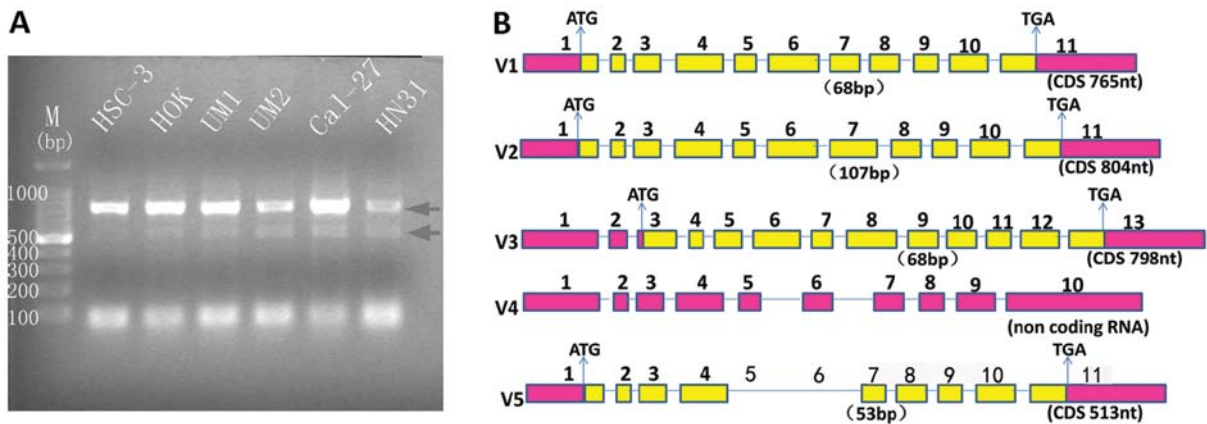 A
M
(bp)
HSC-3 HOK UM1 UM2 Cal-27 HN31
1000
500
400
300
200
100
B
ATG TGA
1 2 3 4 5 6 7 8 9 10 11
V1
(68bp) (CDS 765nt)
ATG TGA
1 2 3 4 5 6 7 8 9 10 11
V2
(107bp) (CDS 804nt)
ATG TGA
1 2 3 4 5 6 7 8 9 10 11 12 13
V3
(68bp) (CDS 798nt)
1 2 3 4 5 6 7 8 9 10
V4
(non coding RNA)
ATG TGA
1 2 3 4 5 6 7 8 9 10 11
V5
(53bp) (CDS 513nt)